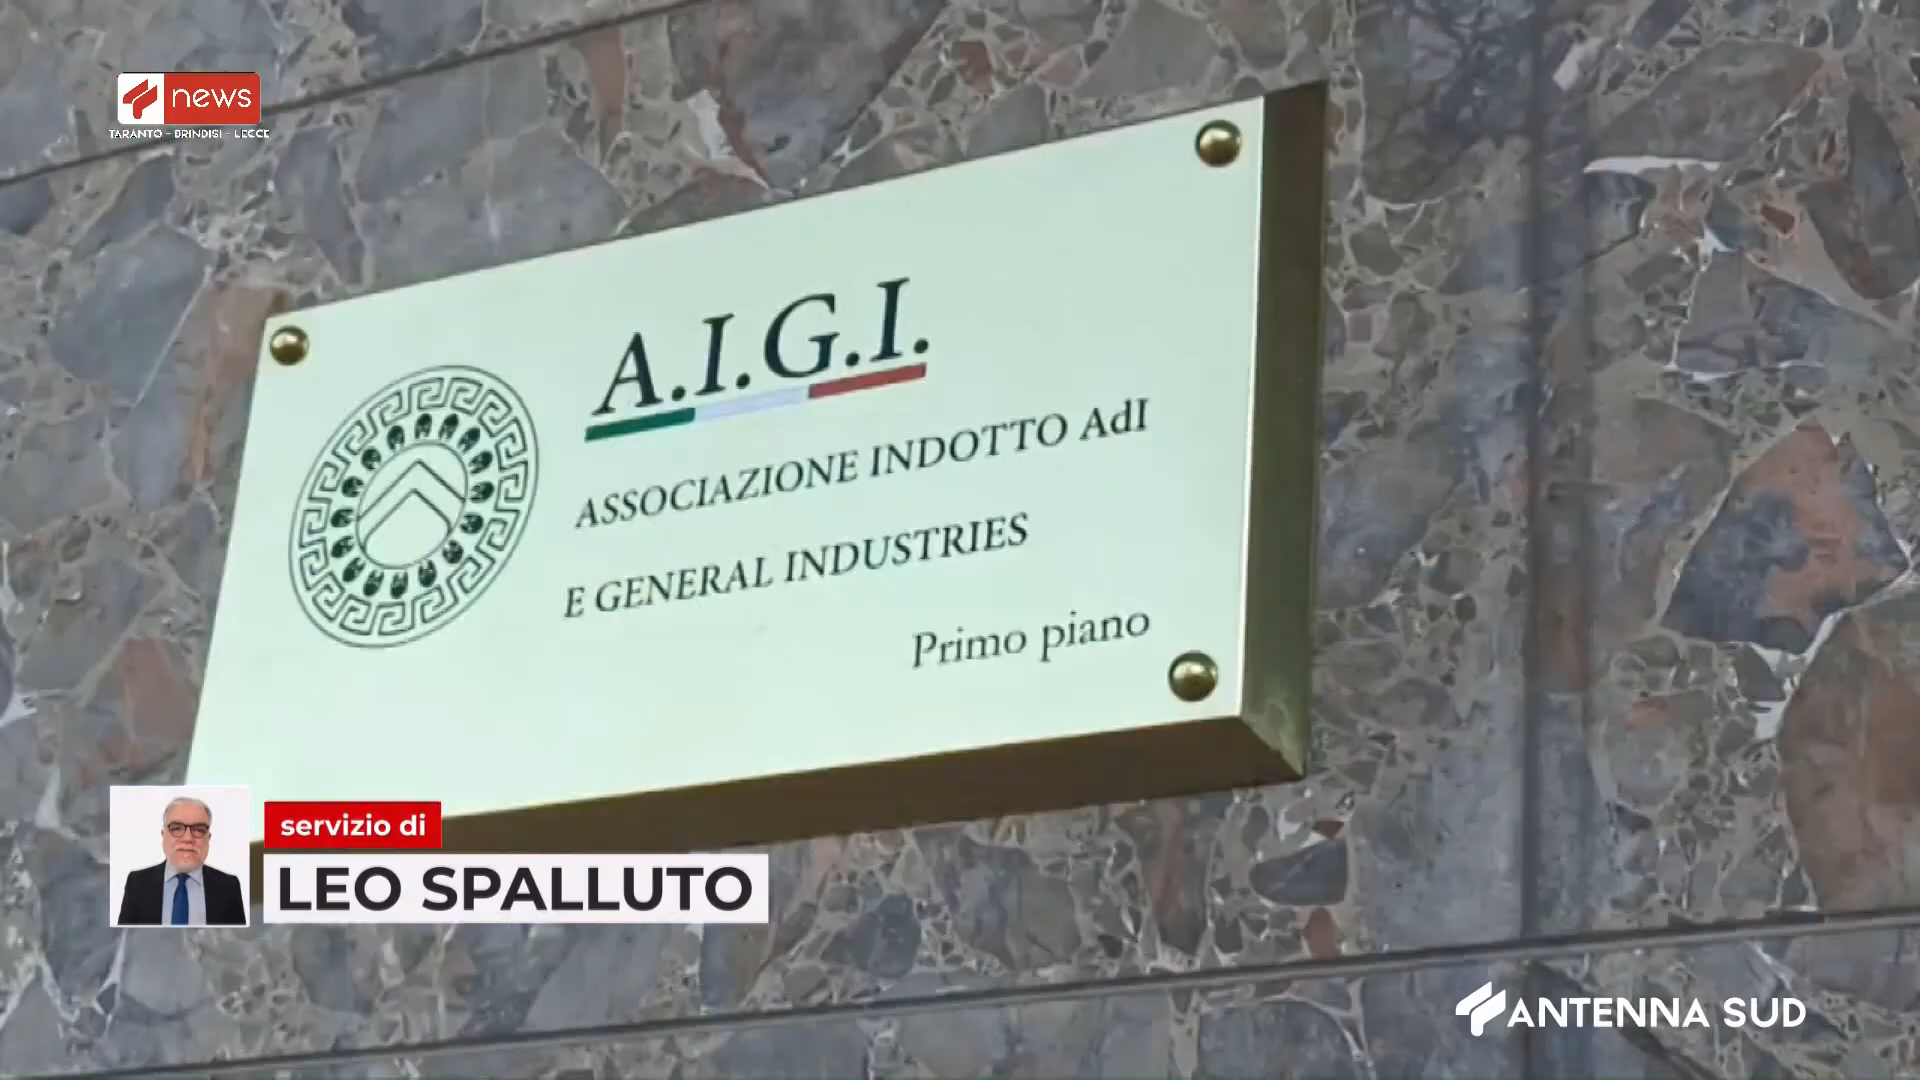 news
TARANTO - BRINDISI - LECCE
A.I.G.I.
ASSOCIAZIONE INDOTTO AdI
E GENERAL INDUSTRIES
Primo piano
servizio di
LEO SPALLUTO
ANTENNA SUD